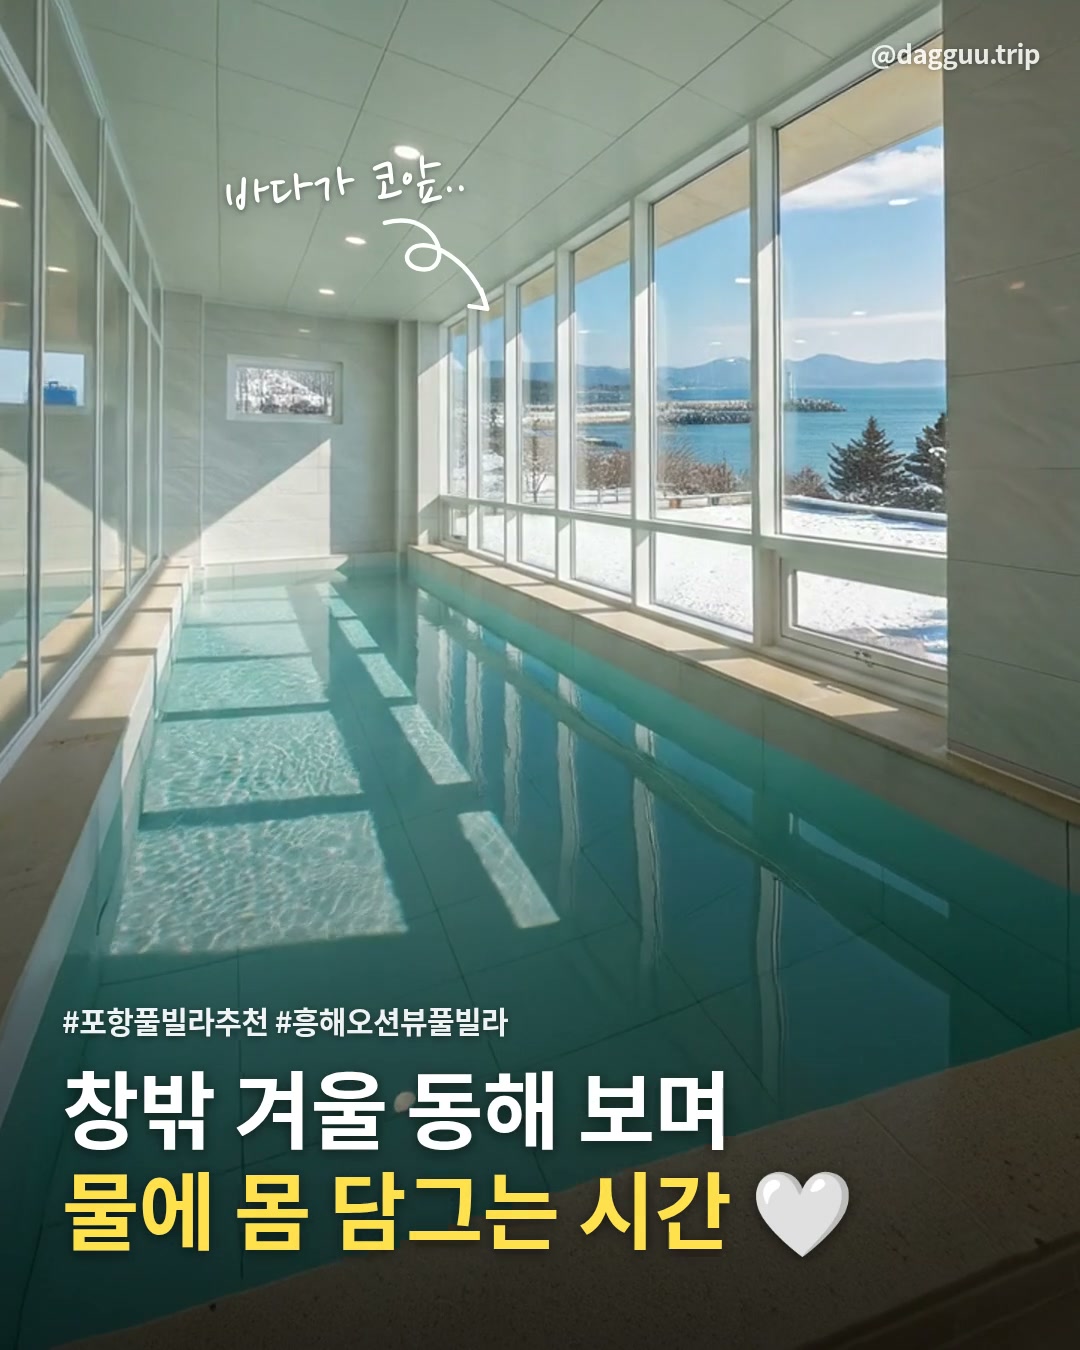 @dagguu.trip
바다가 코앞..
#포항풀빌라추천 #흥해오션뷰풀빌라
창밖 겨울 동해 보며
물에 몸 담그는 시간 🤍